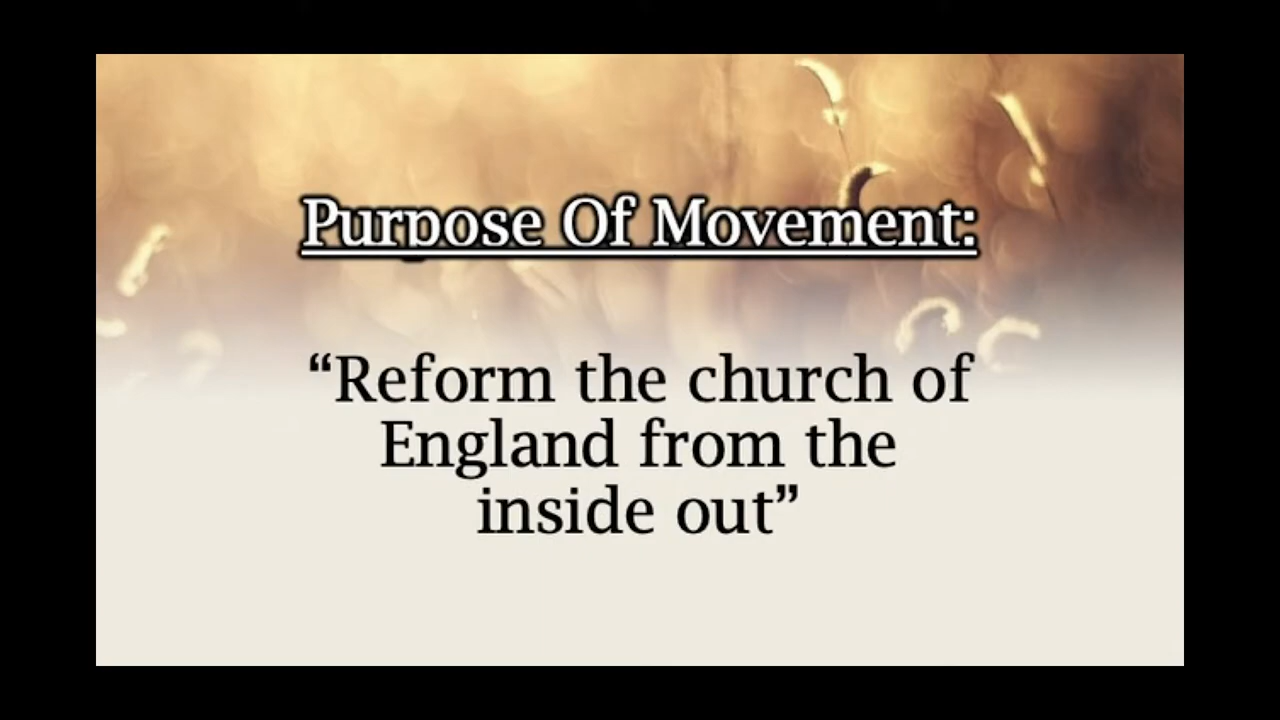 Purpose Of Movement:
“Reform the church of
England from the
inside out”